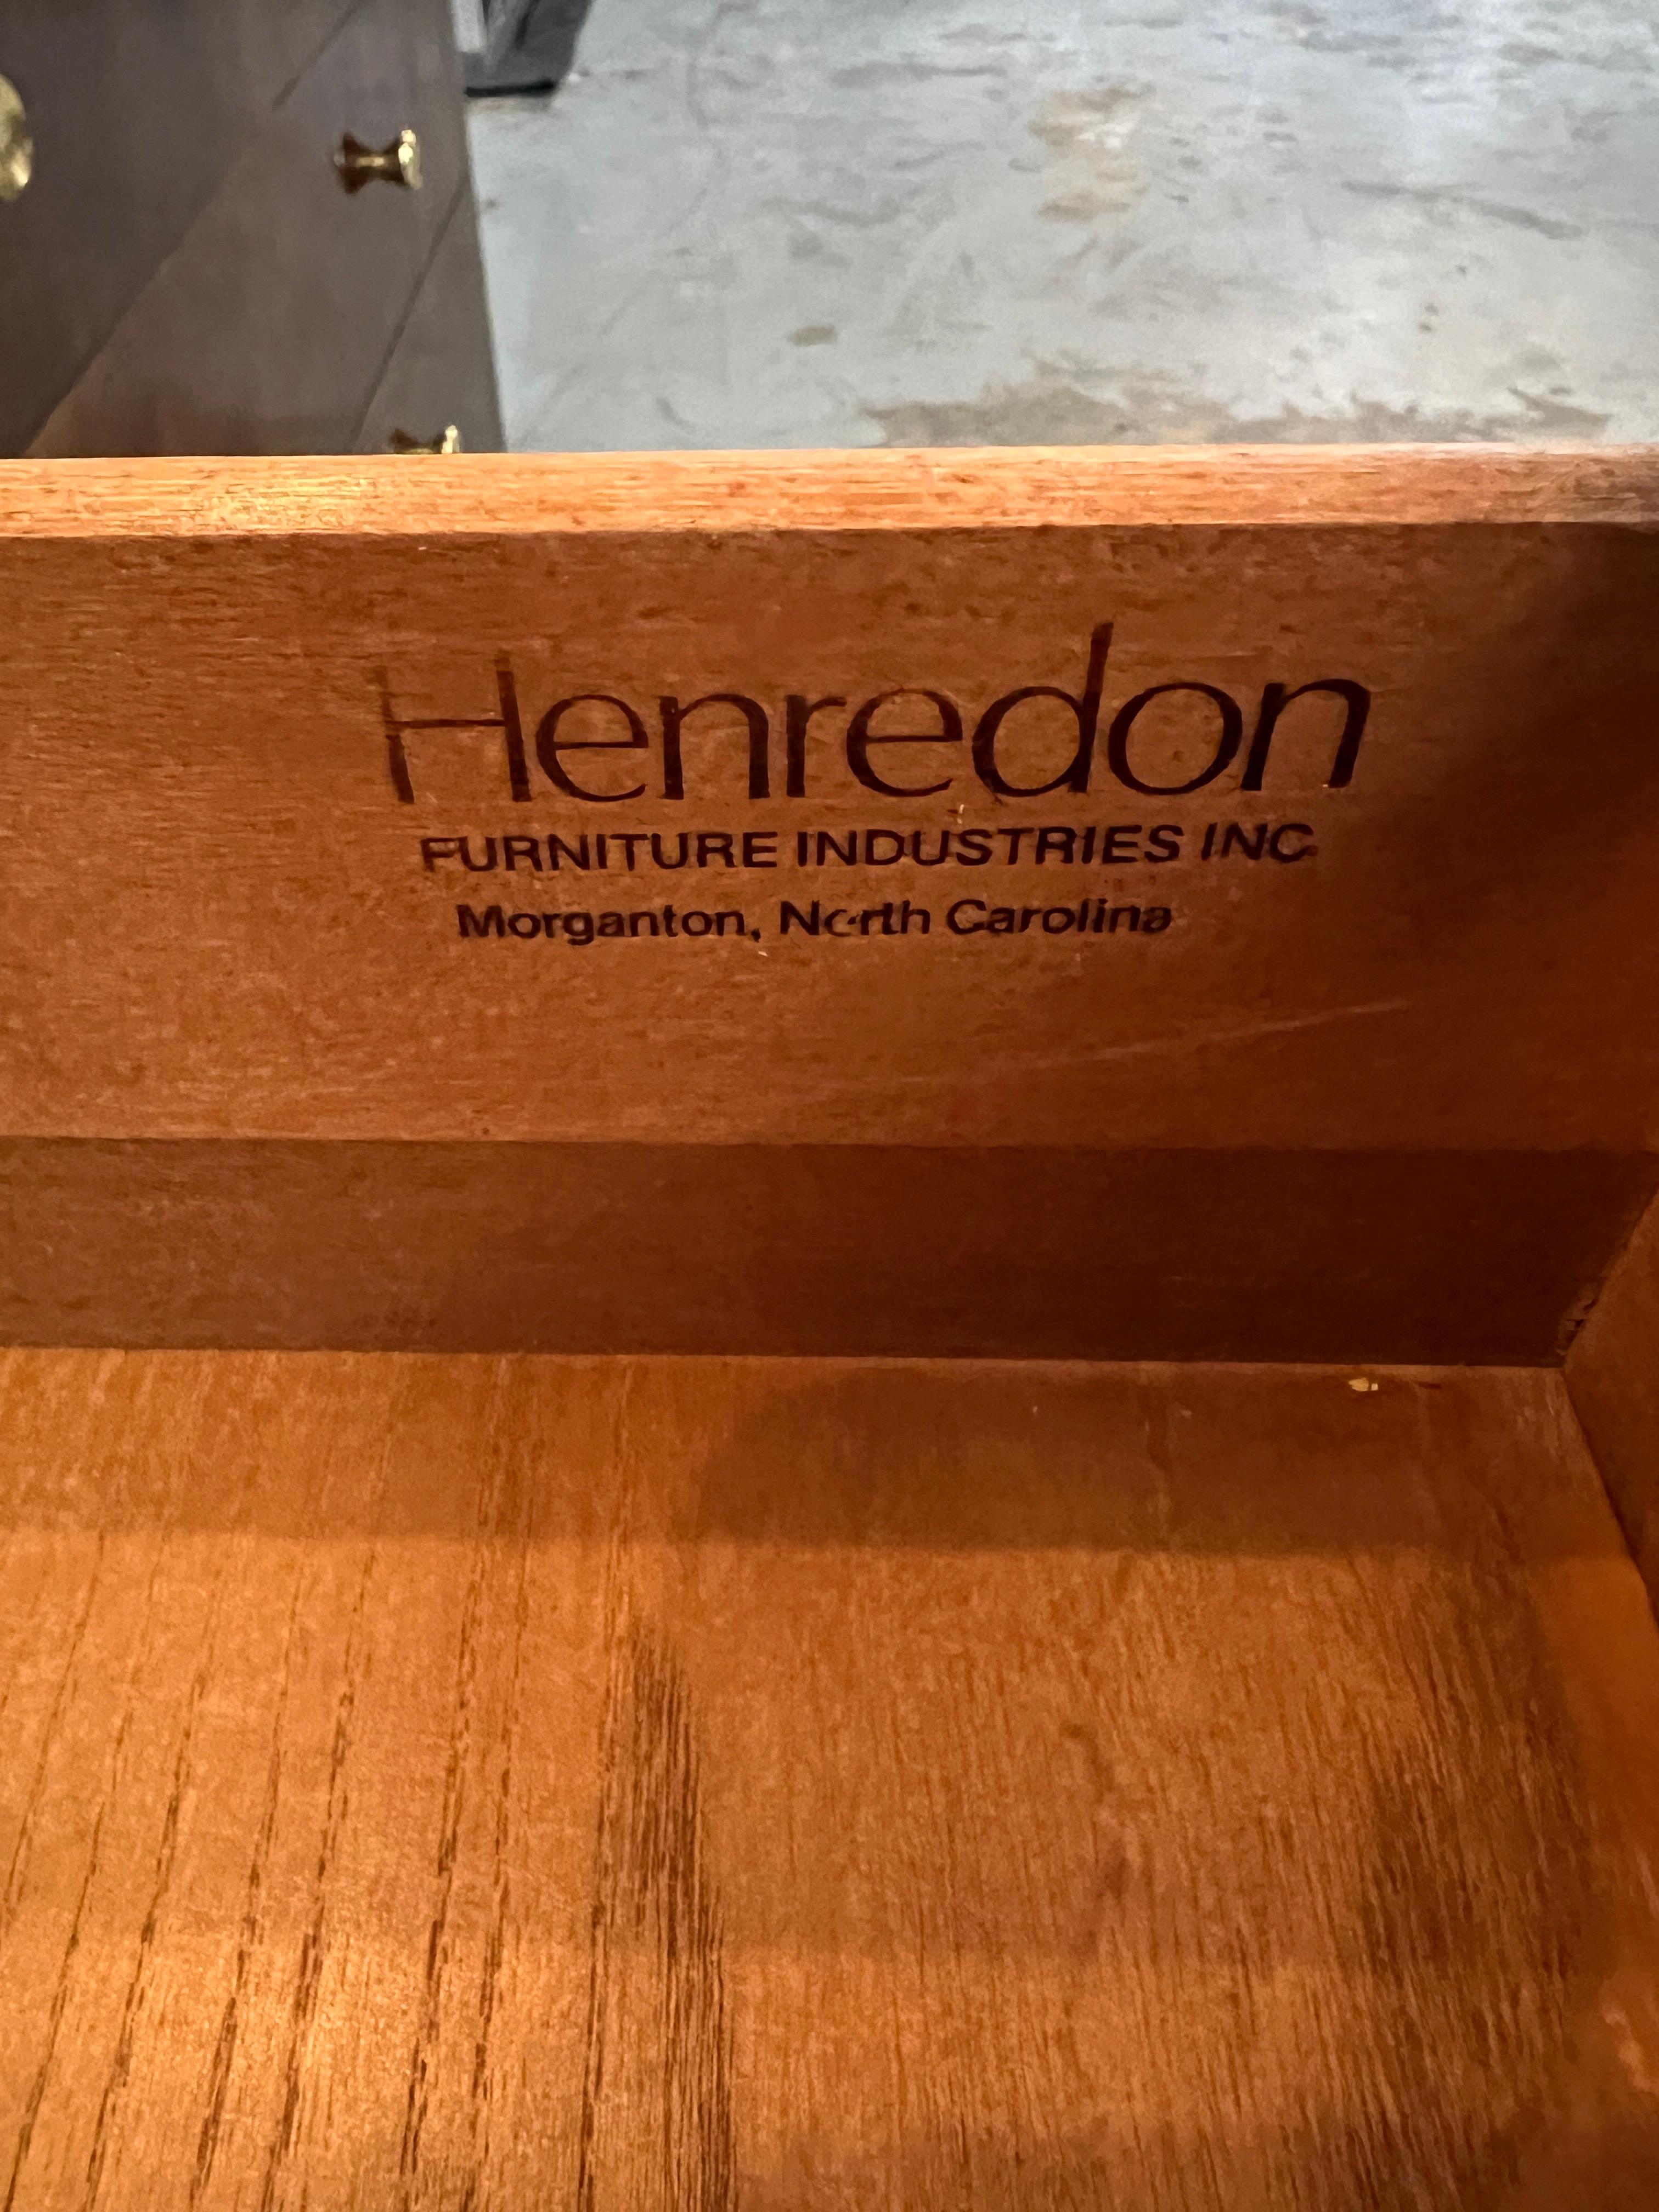 Henredon
FURNITURE INDUSTRIES INC.
Morganton, North Carolina